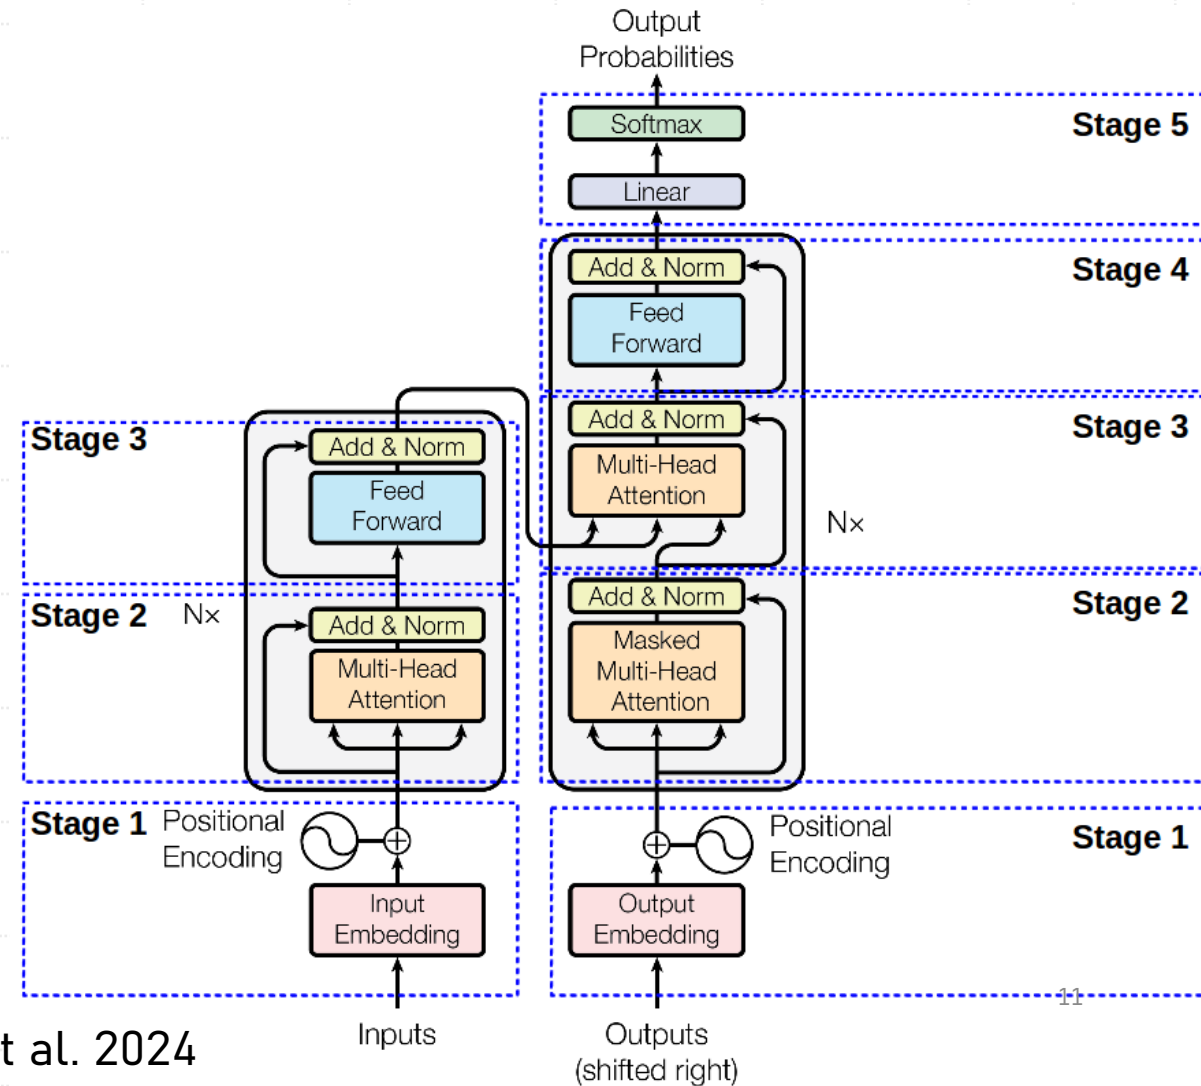 Output
Probabilities
Softmax
Stage 5
Linear
Add & Norm
Stage 4
Feed
Forward
Add & Norm
Stage 3
Multi-Head
Attention
N×
Add & Norm
Stage 2
Masked
Multi-Head
Attention
Stage 3
Add & Norm
Feed
Forward
Stage 2
N×
Add & Norm
Multi-Head
Attention
Stage 1
Positional
Encoding
Input
Embedding
Inputs
Positional
Encoding
Stage 1
Output
Embedding
11
Outputs
(shifted right)
t al. 2024